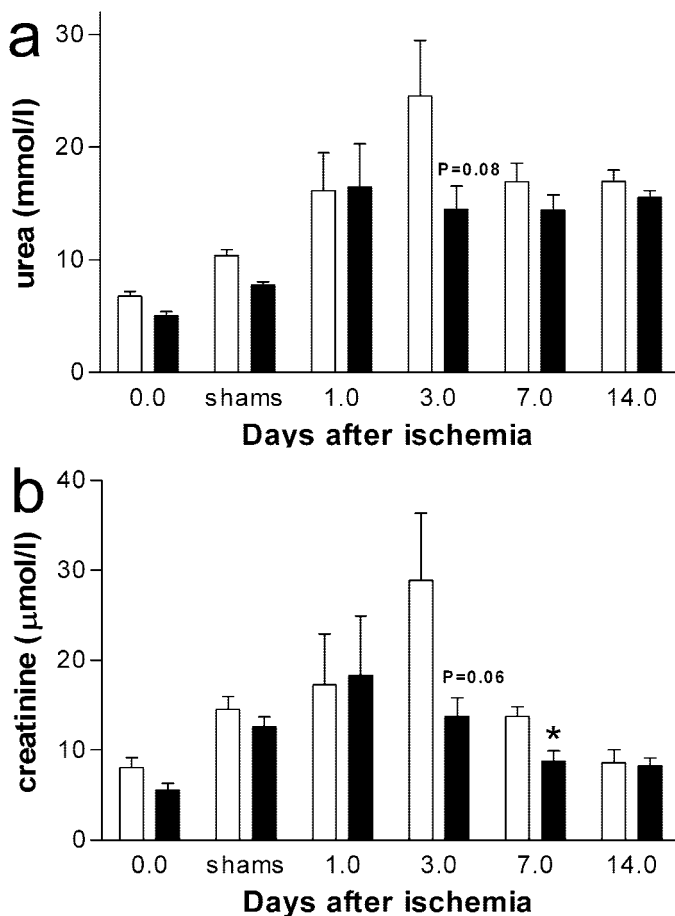 a
urea (mmol/l)
30
20
10
0
P=0.08
0.0 shams 1.0 3.0 7.0 14.0
Days after ischemia
b
creatinine (μmol/l)
40
30
20
10
0
P=0.06
*
0.0 shams 1.0 3.0 7.0 14.0
Days after ischemia